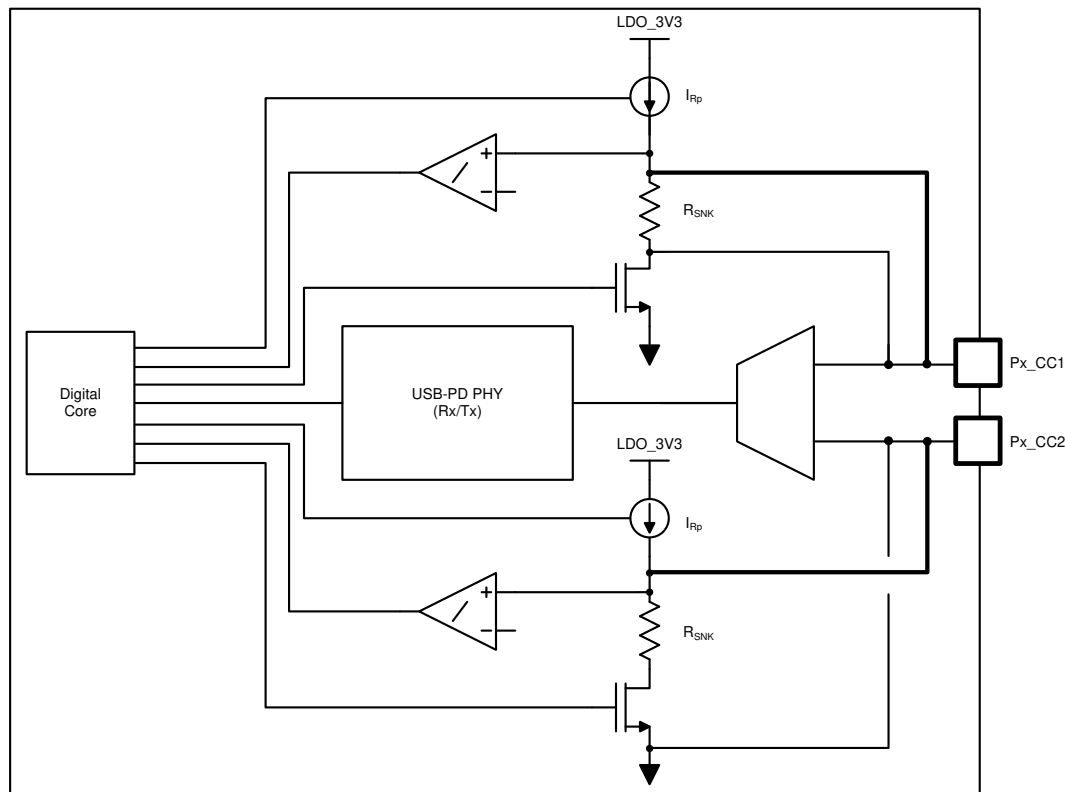 LDO_3V3
I_Rp
R_SNK
Digital
Core
USB-PD PHY
(Rx/Tx)
Px_CC1
Px_CC2
LDO_3V3
I_Rp
R_SNK